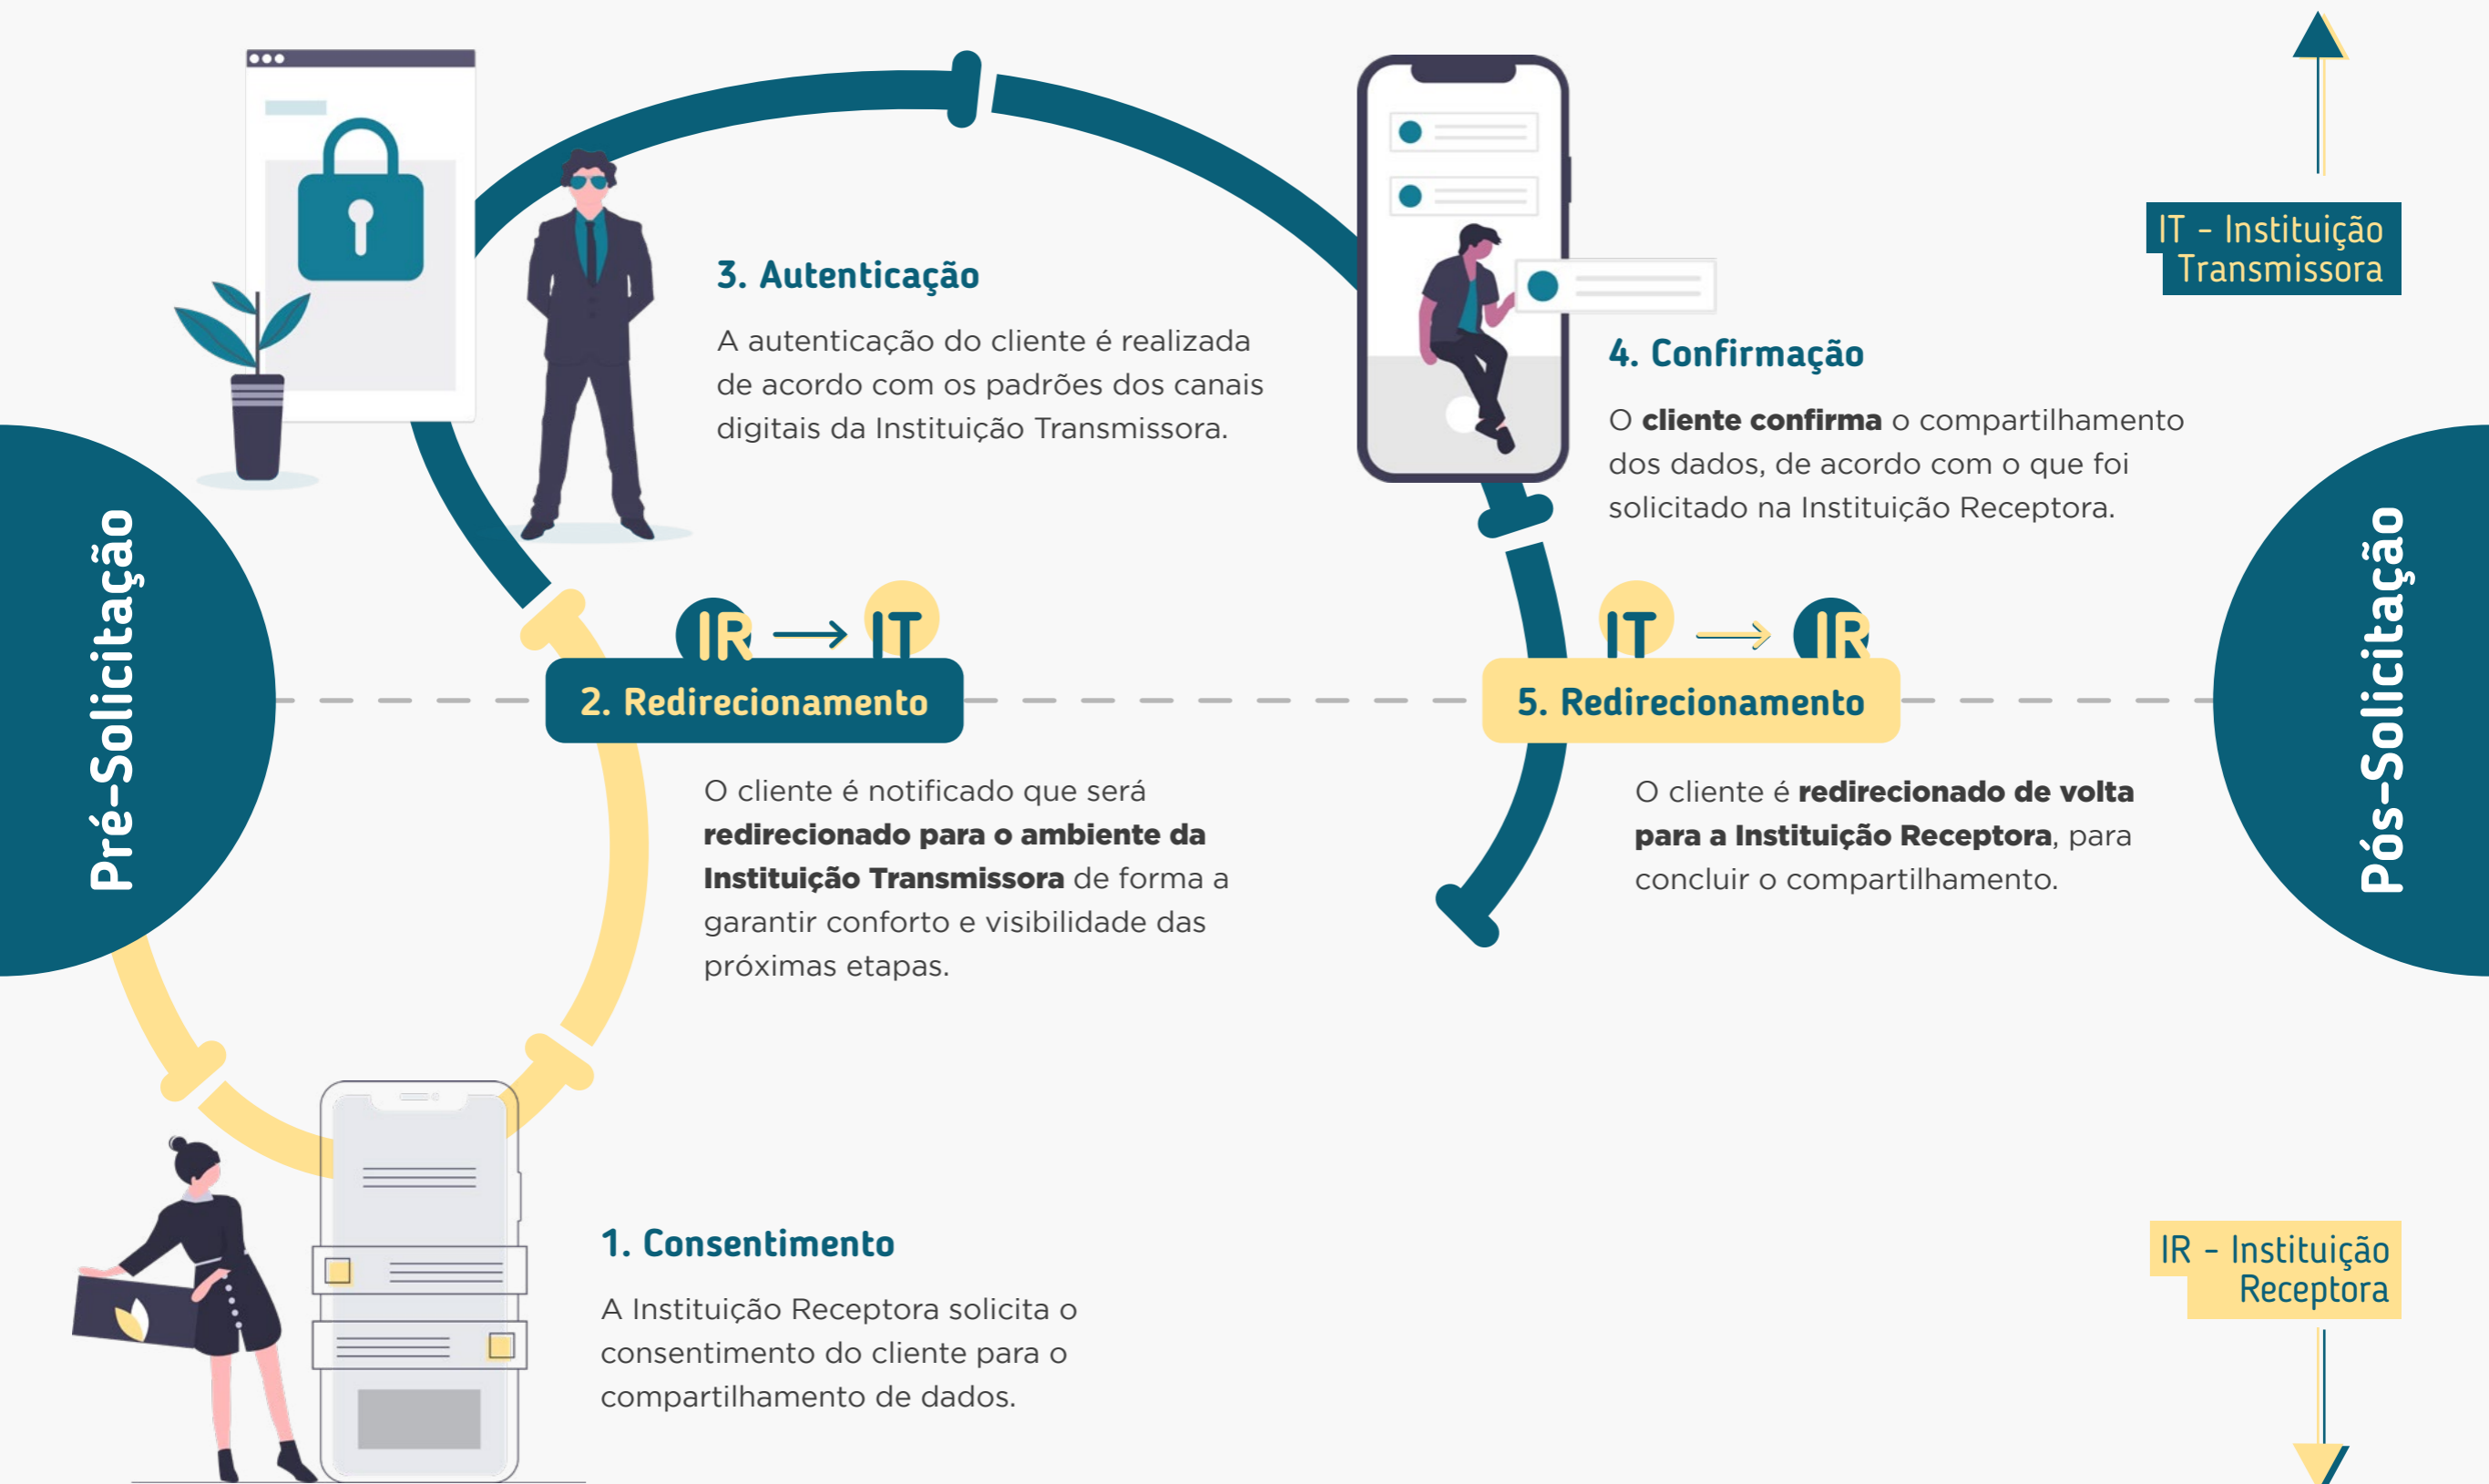 Pré-Solicitação
3. Autenticação
A autenticação do cliente é realizada
de acordo com os padrões dos canais
digitais da Instituição Transmissora.
4. Confirmação
O cliente confirma o compartilhamento
dos dados, de acordo com o que foi
solicitado na Instituição Receptora.
IT - Instituição
Transmissora
IR → IT
2. Redirecionamento
O cliente é notificado que será
redirecionado para o ambiente da
Instituição Transmissora de forma a
garantir conforto e visibilidade das
próximas etapas.
IT → IR
5. Redirecionamento
O cliente é redirecionado de volta
para a Instituição Receptora, para
concluir o compartilhamento.
Pós-Solicitação
1. Consentimento
A Instituição Receptora solicita o
consentimento do cliente para o
compartilhamento de dados.
IR - Instituição
Receptora